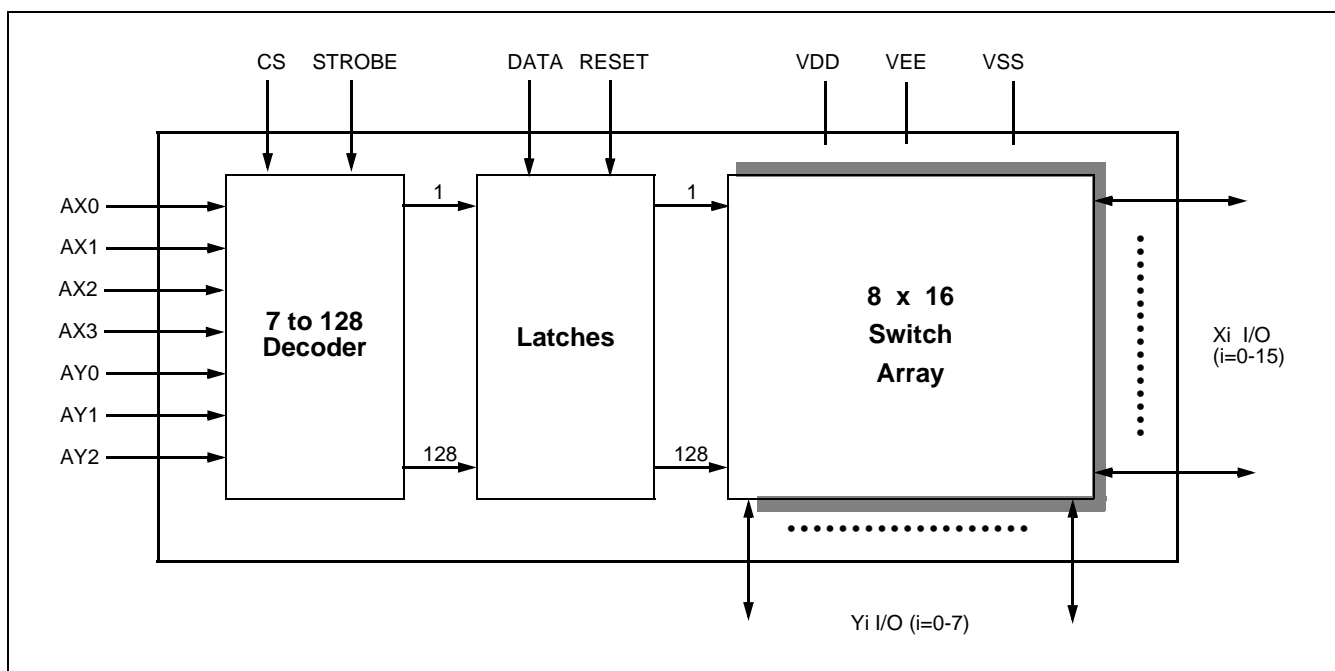 CS STROBE DATA RESET VDD VEE VSS
AX0
AX1
AX2
AX3
AY0
AY1
AY2
7 to 128
Decoder
1
128
Latches
1
128
8 x 16
Switch
Array
Xi I/O
(i=0-15)
Yi I/O (i=0-7)